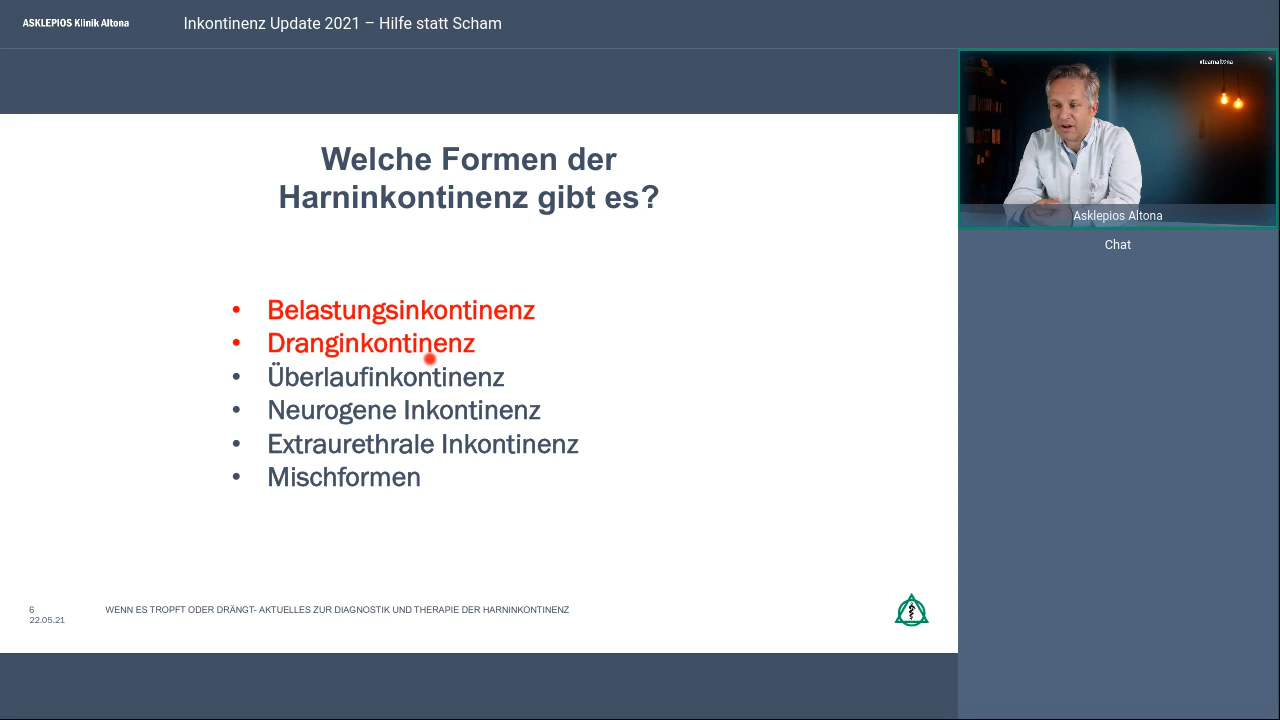 ASKLEPIOS Klinik Altona
Inkontinenz Update 2021 – Hilfe statt Scham
#teamaltona
Asklepios Altona
Chat
Welche Formen der
Harninkontinenz gibt es?
• Belastungsinkontinenz
• Dranginkontinenz
• Überlaufinkontinenz
• Neurogene Inkontinenz
• Extraurethrale Inkontinenz
• Mischformen
6
22.05.21
WENN ES TROPFT ODER DRÄNGT- AKTUELLES ZUR DIAGNOSTIK UND THERAPIE DER HARNINKONTINENZ